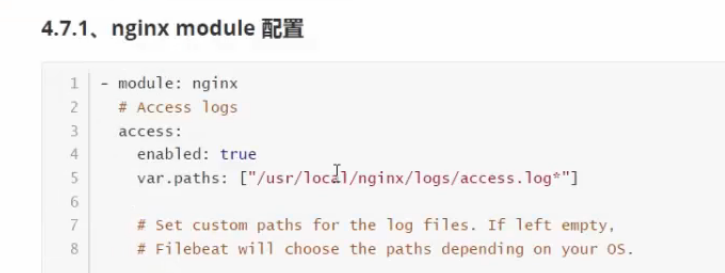 4.7.1、nginx module 配置
1 - module: nginx
2 # Access logs
3 access:
4 enabled: true
5 var.paths: ["/usr/local/nginx/logs/access.log*"]
6
7 # Set custom paths for the log files. If left empty,
8 # Filebeat will choose the paths depending on your OS.